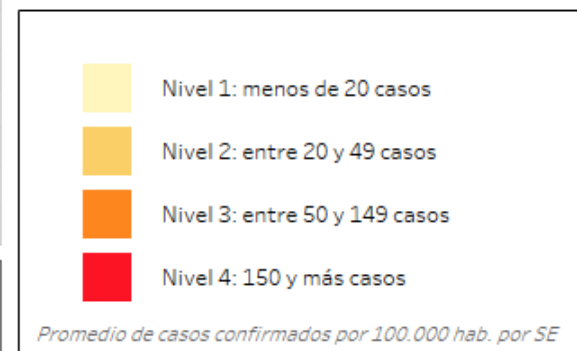 Nivel 1: menos de 20 casos
Nivel 2: entre 20 y 49 casos
Nivel 3: entre 50 y 149 casos
Nivel 4: 150 y más casos
Promedio de casos confirmados por 100.000 hab. por SE